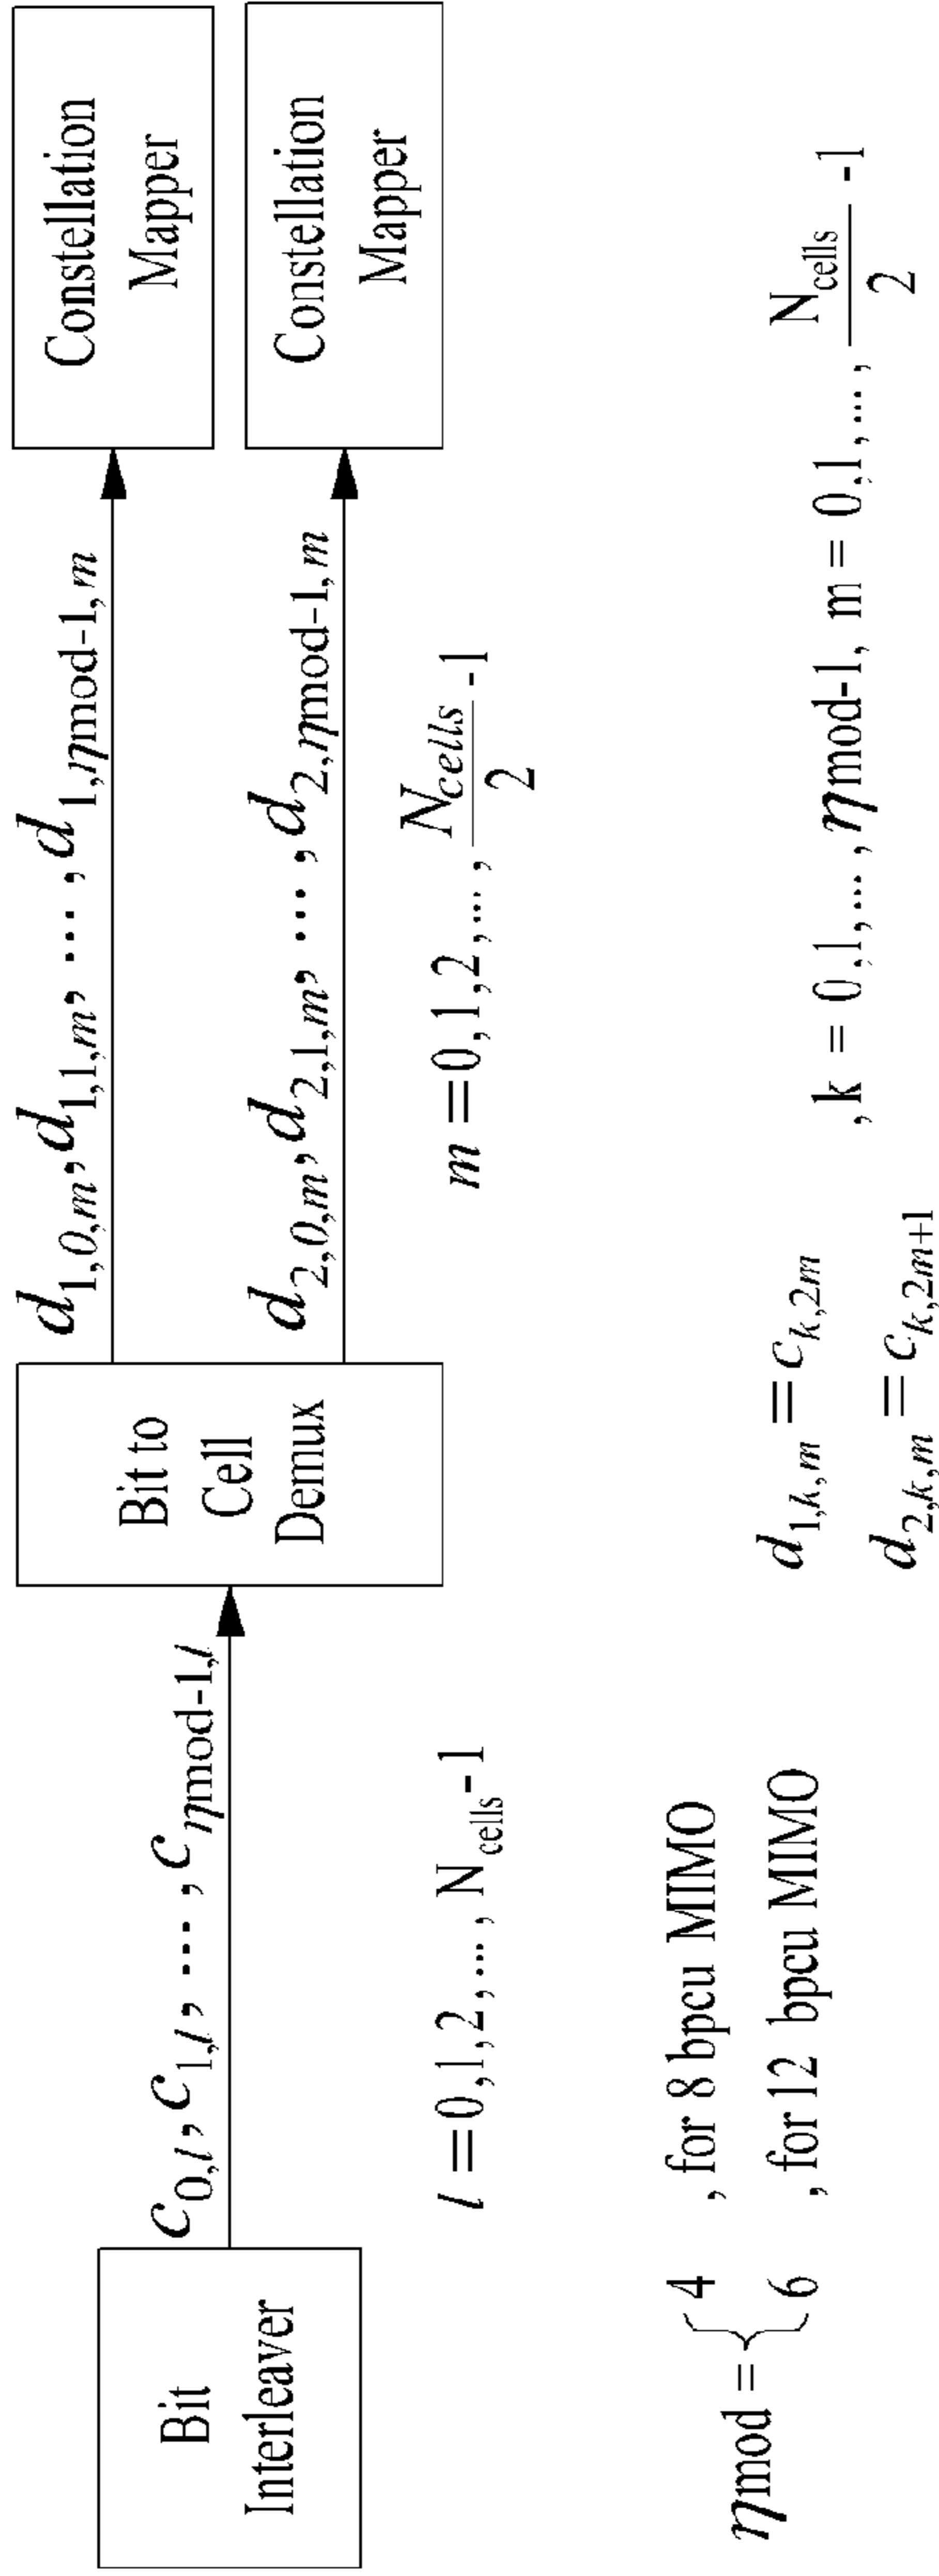 Bit
Interleaver
c0,l, c1,l, ..., cηmod-1,l
l = 0,1,2,..., Ncells-1
Bit to
Cell
Demux
d1,0,m, d1,1,m, ..., d1,ηmod-1,m
d2,0,m, d2,1,m, ..., d2,ηmod-1,m
m = 0,1,2,..., Ncells/2 -1
Constellation
Mapper
Constellation
Mapper
ηmod = { 4 , for 8 bpcu MIMO
6 , for 12 bpcu MIMO
d1,k,m = ck,2m
d2,k,m = ck,2m+1
, k = 0,1,..., ηmod-1, m = 0,1,..., Ncells/2 -1